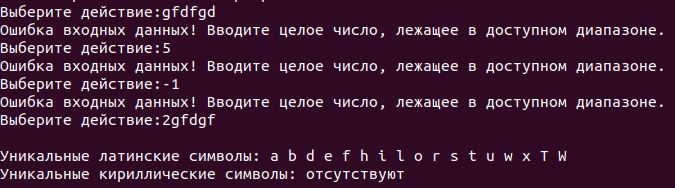 Выберите действие:gfdfgd
Ошибка входных данных! Вводите целое число, лежащее в доступном диапазоне.
Выберите действие:5
Ошибка входных данных! Вводите целое число, лежащее в доступном диапазоне.
Выберите действие:-1
Ошибка входных данных! Вводите целое число, лежащее в доступном диапазоне.
Выберите действие:2gfdgf
Уникальные латинские символы: a b d e f h i l o r s t u w x T W
Уникальные кириллические символы: отсутствуют